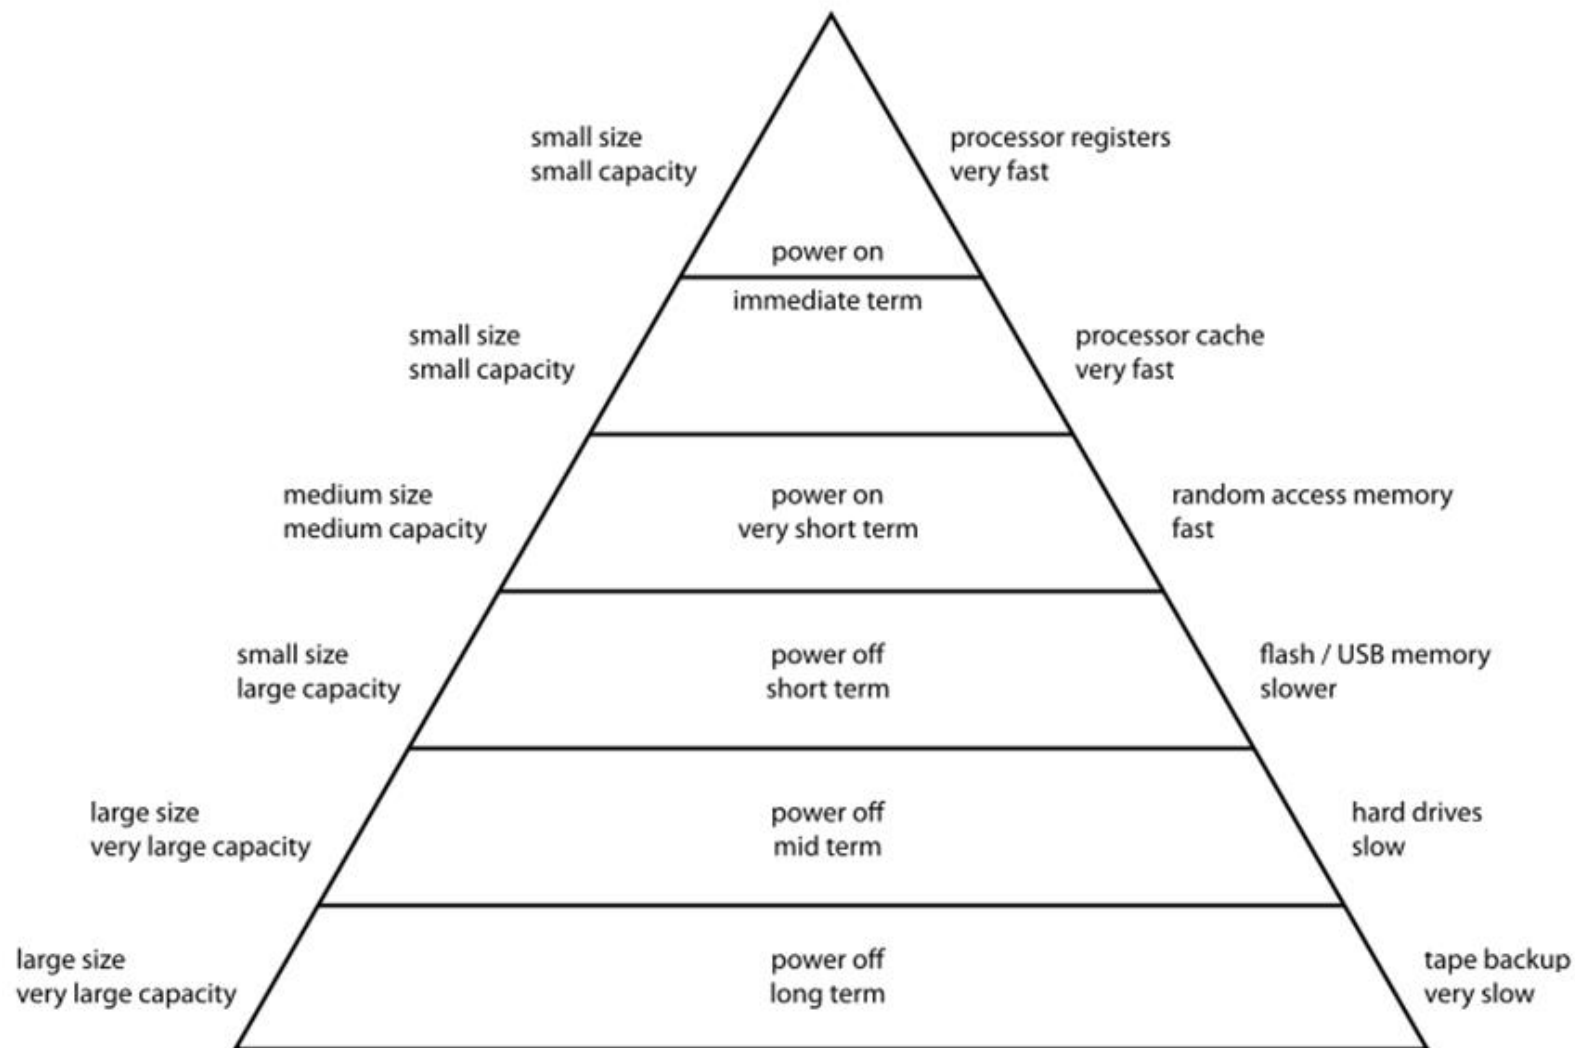 small size
small capacity
processor registers
very fast
power on
immediate term
small size
small capacity
processor cache
very fast
medium size
medium capacity
power on
very short term
random access memory
fast
small size
large capacity
power off
short term
flash / USB memory
slower
large size
very large capacity
power off
mid term
hard drives
slow
large size
very large capacity
power off
long term
tape backup
very slow